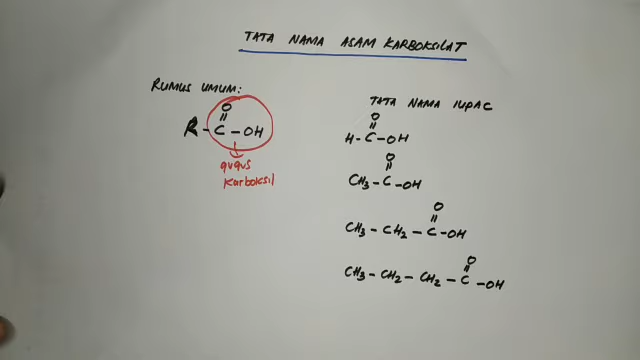 TATA NAMA ASAM KARBOKSILAT
RUMUS UMUM:
O
R - C - OH
gugus
karboksil
TATA NAMA IUPAC
O
H - C - OH
O
CH3 - C - OH
O
CH3 - CH2 - C - OH
O
CH3 - CH2 - CH2 - C - OH